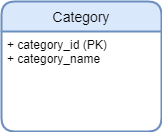 Category
+ category_id (PK)
+ category_name